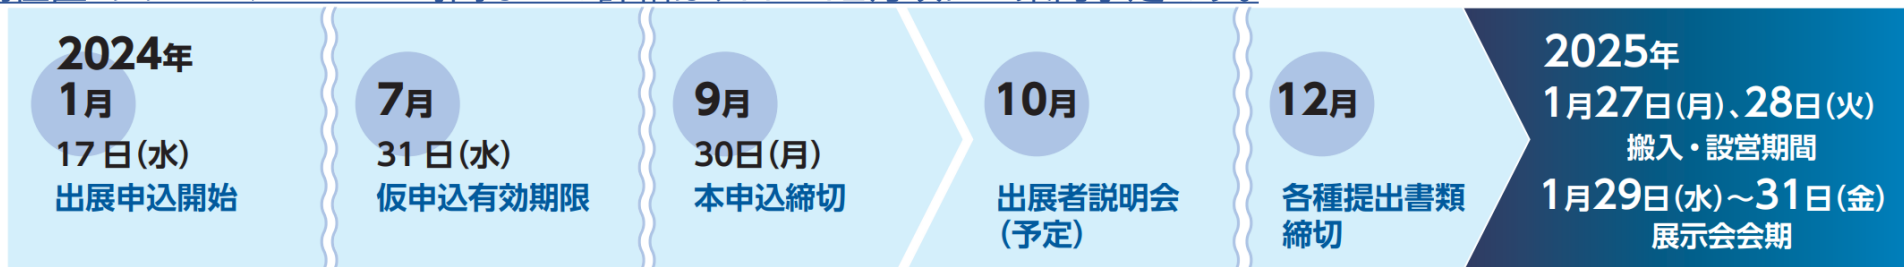 2024年
1月
17日(水)
出展申込開始
7月
31日(水)
仮申込有効期限
9月
30日(月)
本申込締切
10月
出展者説明会
(予定)
12月
各種提出書類
締切
2025年
1月27日(月)、28日(火)
搬入・設営期間
1月29日(水)~31日(金)
展示会会期